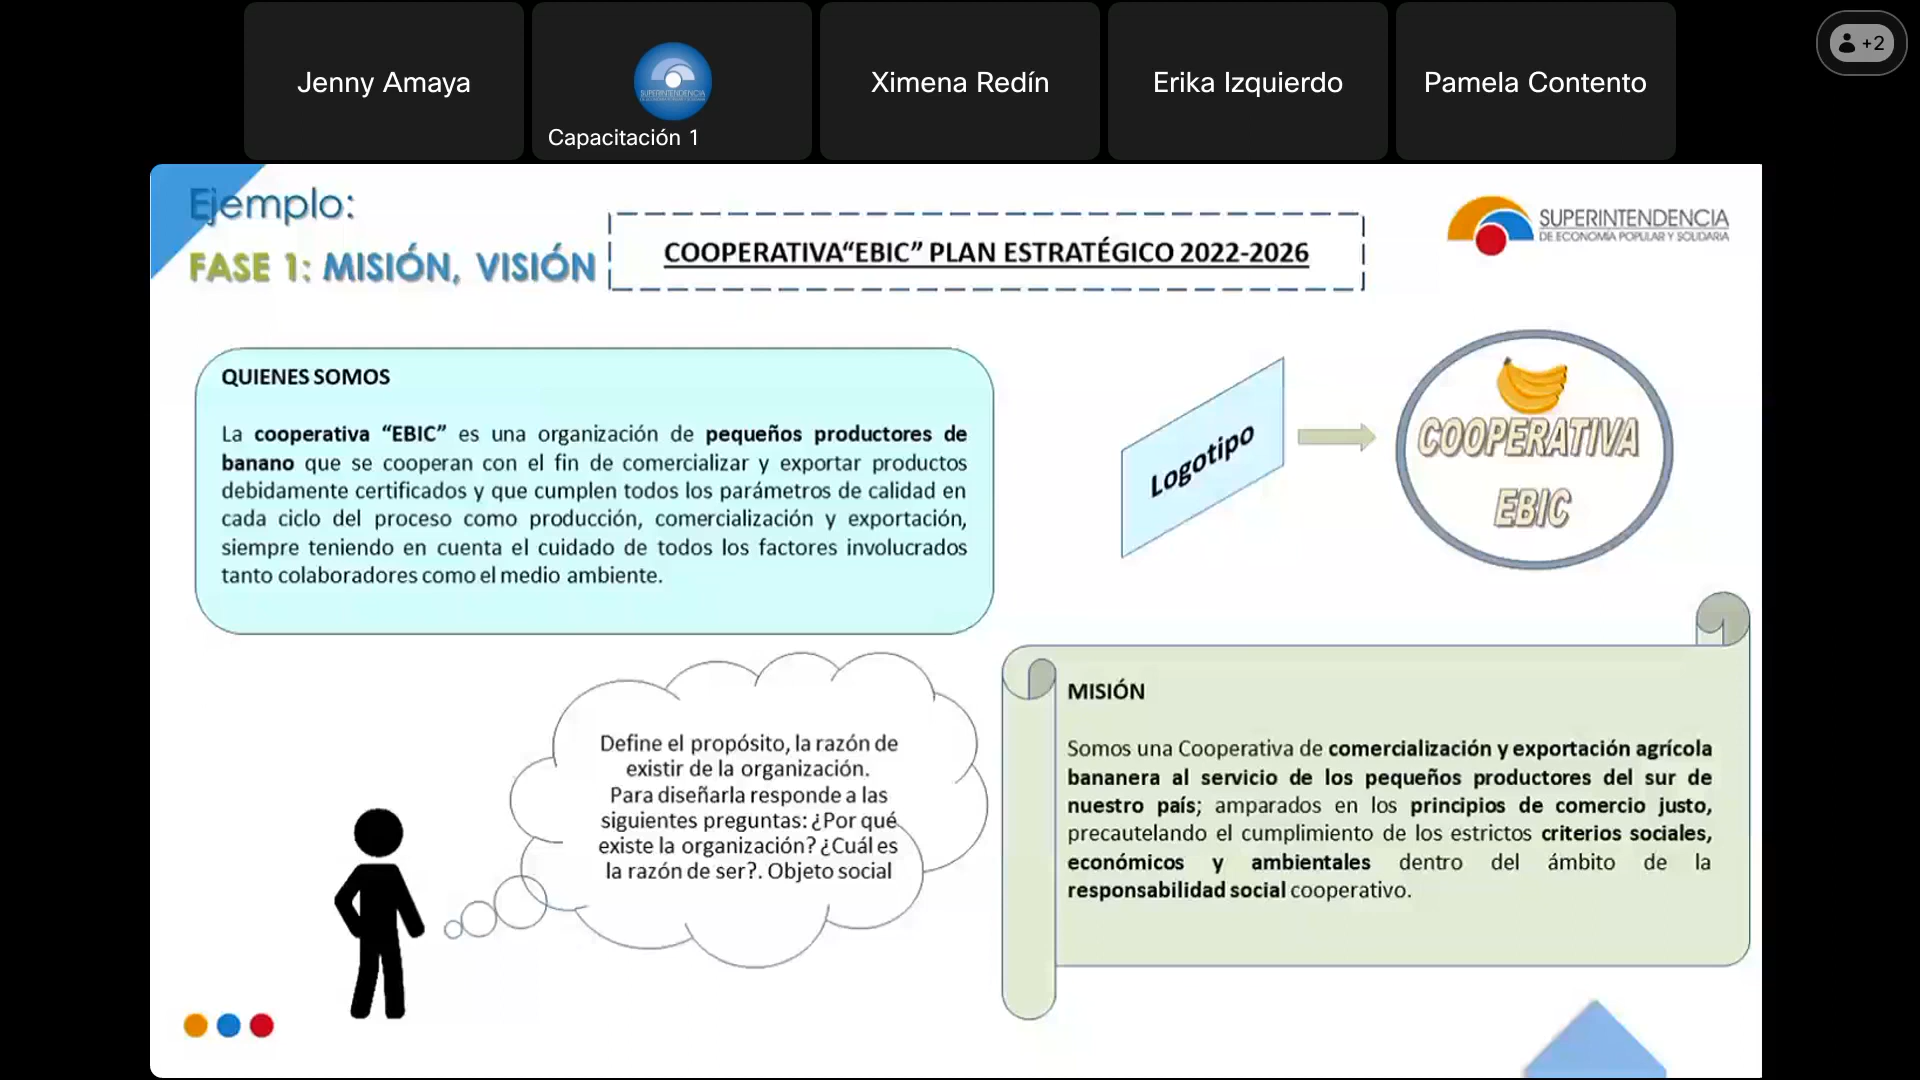 Jenny Amaya
SUPERINTENDENCIA
Capacitación 1
Ximena Redín
Erika Izquierdo
Pamela Contento
+2
Ejemplo:
FASE 1: MISIÓN, VISIÓN
COOPERATIVA“EBIC” PLAN ESTRATÉGICO 2022-2026
SUPERINTENDENCIA
DE ECONOMÍA POPULAR Y SOLIDARIA
QUIENES SOMOS
La cooperativa “EBIC” es una organización de pequeños productores de
banano que se cooperan con el fin de comercializar y exportar productos
debidamente certificados y que cumplen todos los parámetros de calidad en
cada ciclo del proceso como producción, comercialización y exportación,
siempre teniendo en cuenta el cuidado de todos los factores involucrados
tanto colaboradores como el medio ambiente.
Logotipo
COOPERATIVA
EBIC
Define el propósito, la razón de
existir de la organización.
Para diseñarla responde a las
siguientes preguntas: ¿Por qué
existe la organización? ¿Cuál es
la razón de ser?. Objeto social
MISIÓN
Somos una Cooperativa de comercialización y exportación agrícola
bananera al servicio de los pequeños productores del sur de
nuestro país; amparados en los principios de comercio justo,
precautelando el cumplimiento de los estrictos criterios sociales,
económicos y ambientales dentro del ámbito de la
responsabilidad social cooperativo.